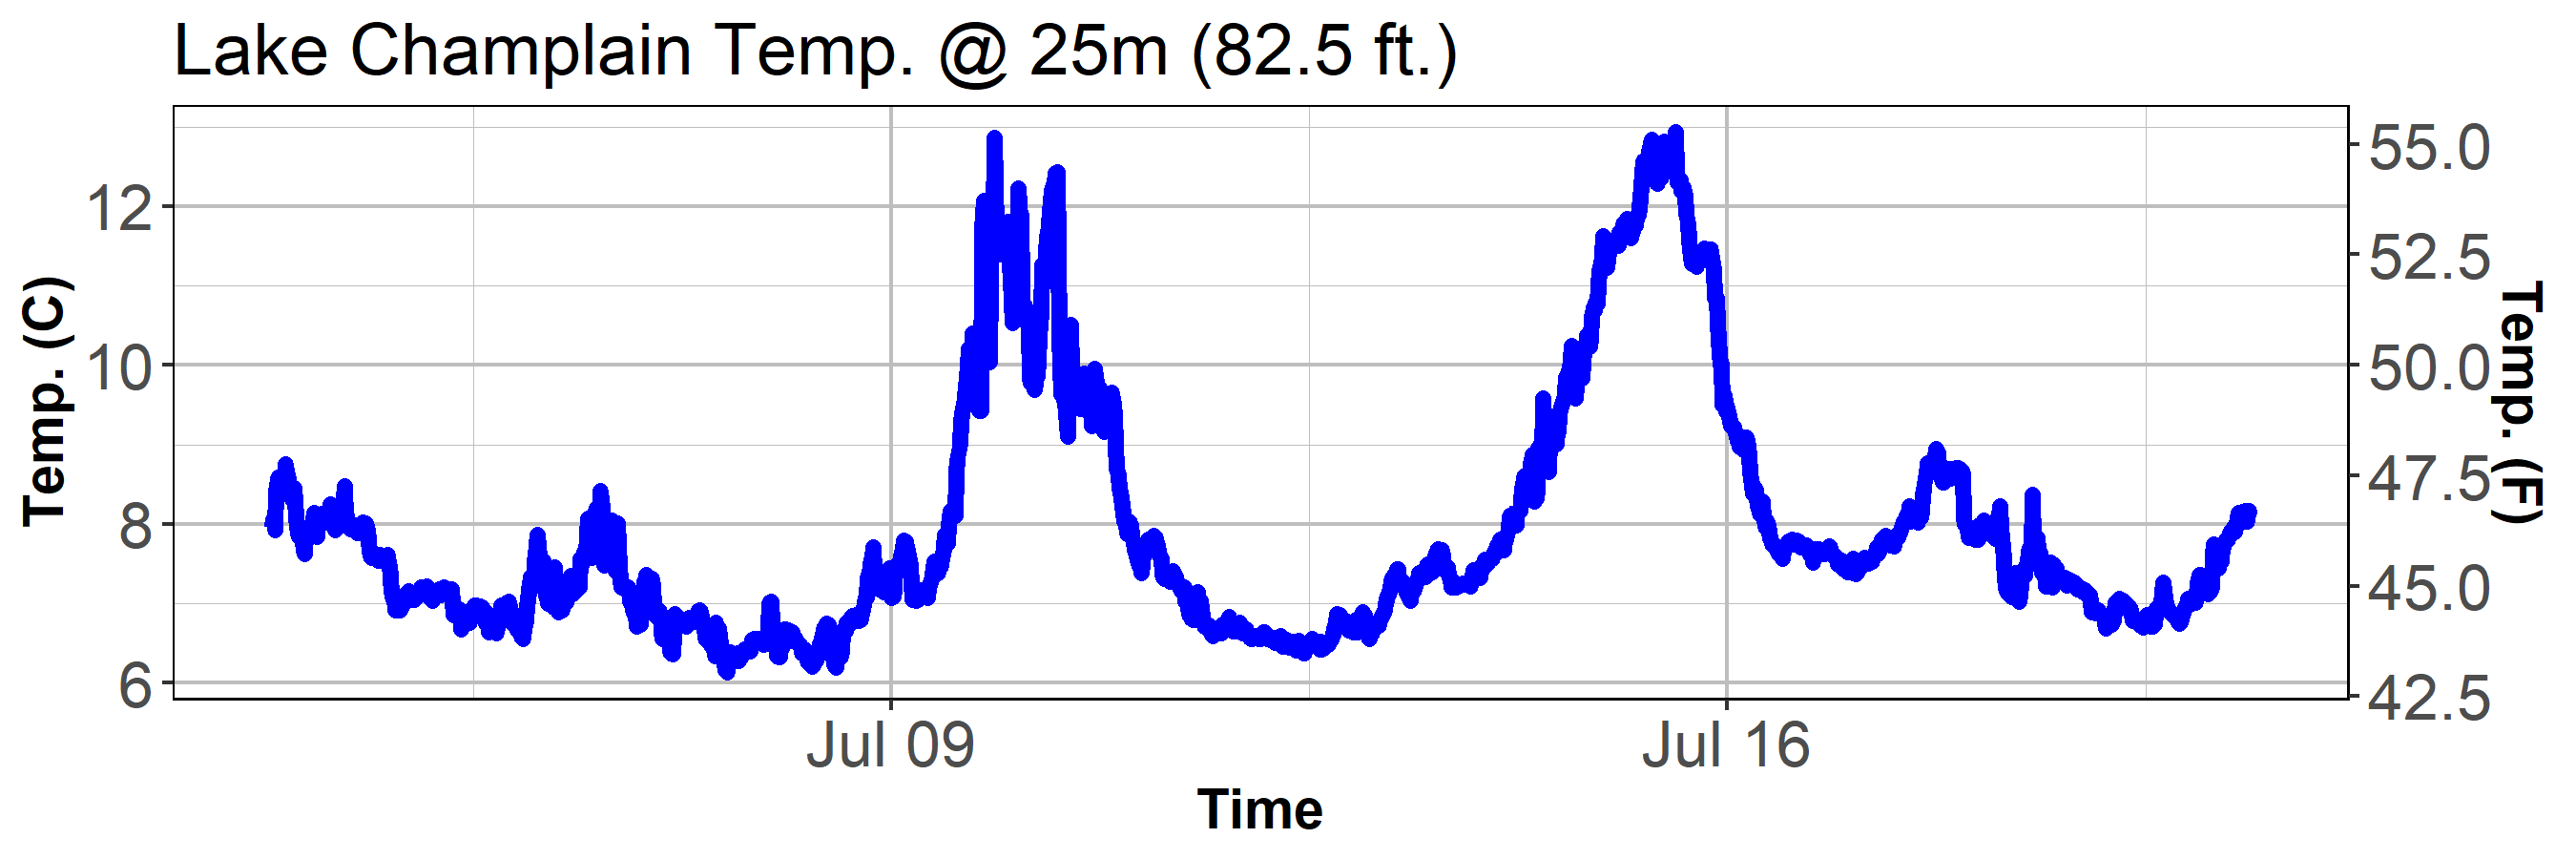 Lake Champlain Temp. @ 25m (82.5 ft.)
Temp. (C)
12
10
8
6
55.0
52.5
50.0
47.5
45.0
42.5
Temp. (F)
Jul 09
Jul 16
Time